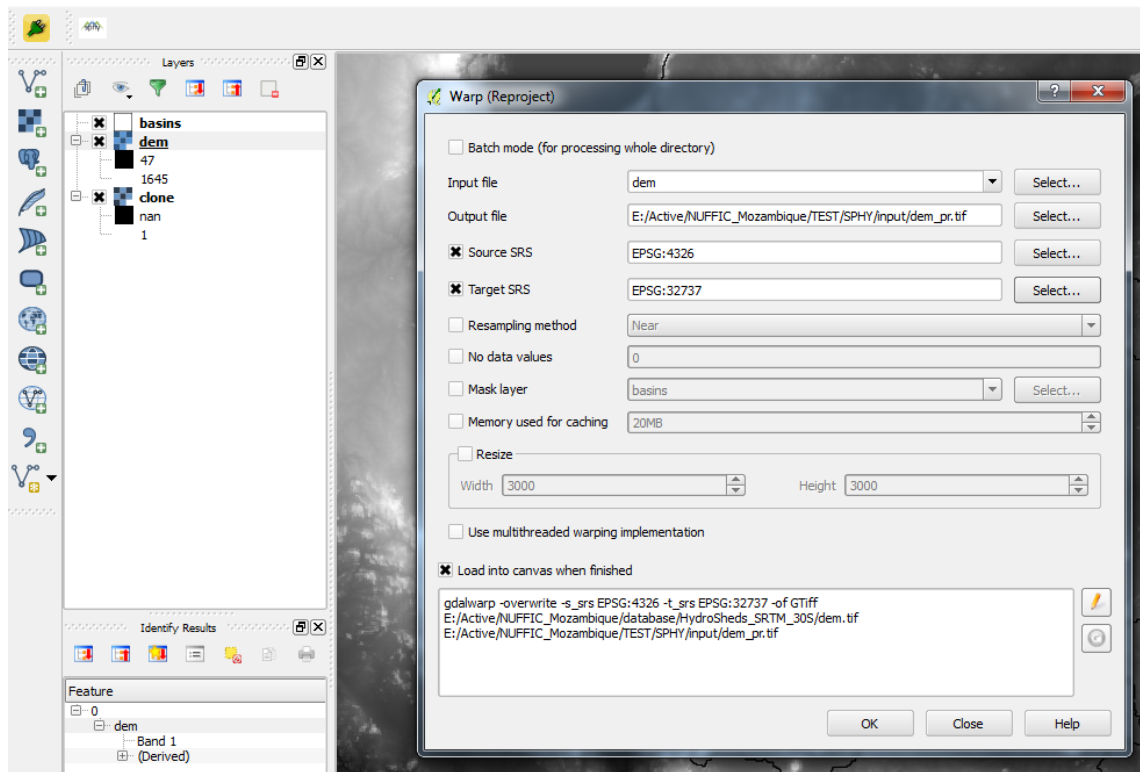 SPHY
Layers
basins
dem
47
1645
clone
nan
1
Identify Results
Feature
0
dem
Band 1
(Derived)
Warp (Reproject)
Batch mode (for processing whole directory)
Input file dem Select...
Output file E:/Active/NUFFIC_Mozambique/TEST/SPHY/input/dem_pr.tif Select...
Source SRS EPSG:4326 Select...
Target SRS EPSG:32737 Select...
Resampling method Near
No data values 0
Mask layer basins Select...
Memory used for caching 20MB
Resize
Width 3000 Height 3000
Use multithreaded warping implementation
Load into canvas when finished
gdalwarp -overwrite -s_srs EPSG:4326 -t_srs EPSG:32737 -of GTiff
E:/Active/NUFFIC_Mozambique/database/HydroSheds_SRTM_30S/dem.tif
E:/Active/NUFFIC_Mozambique/TEST/SPHY/input/dem_pr.tif
OK Close Help